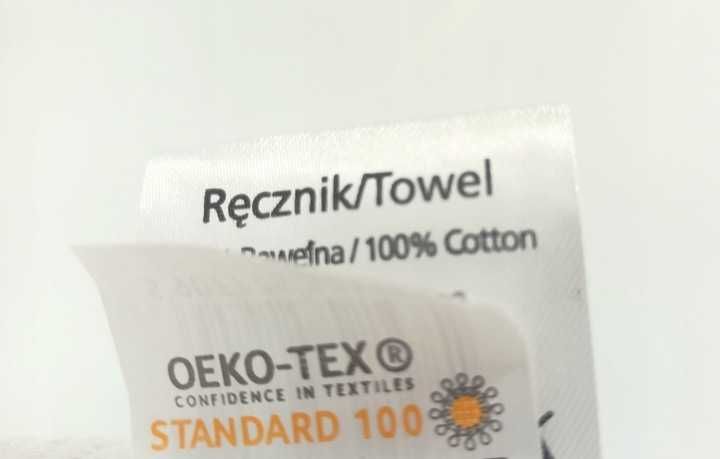 Ręcznik/Towel
Bawełna / 100% Cotton
OEKO-TEX®
CONFIDENCE IN TEXTILES
STANDARD 100